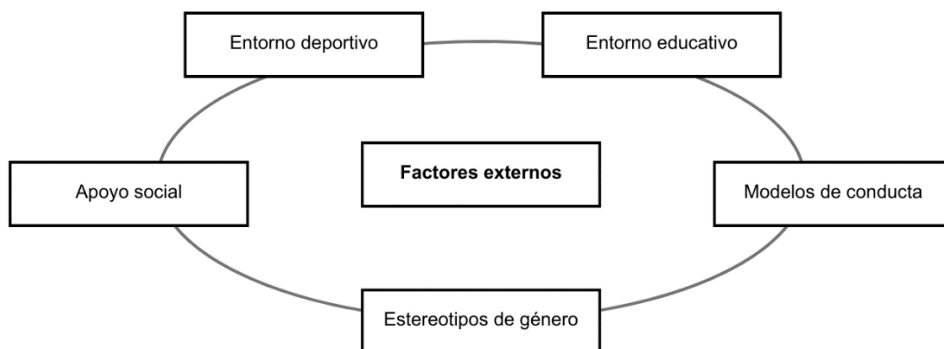 Entorno deportivo
Entorno educativo
Factores externos
Apoyo social
Modelos de conducta
Estereotipos de género